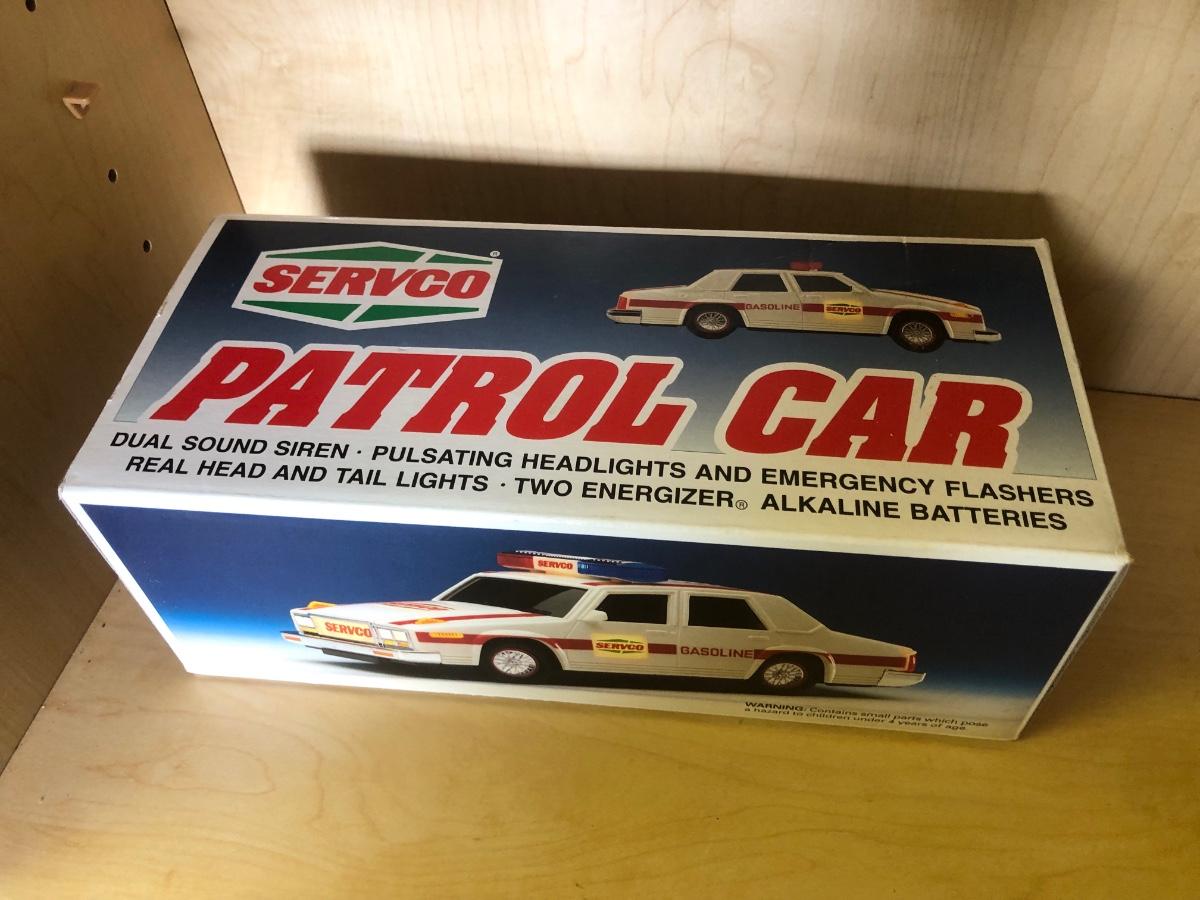 SERVCO®
GASOLINE SERVCO
PATROL CAR
DUAL SOUND SIREN · PULSATING HEADLIGHTS AND EMERGENCY FLASHERS
REAL HEAD AND TAIL LIGHTS · TWO ENERGIZER® ALKALINE BATTERIES
SERVCO
SERVCO
SERVCO GASOLINE
WARNING: Contains small parts which pose
a hazard to children under 4 years of age.